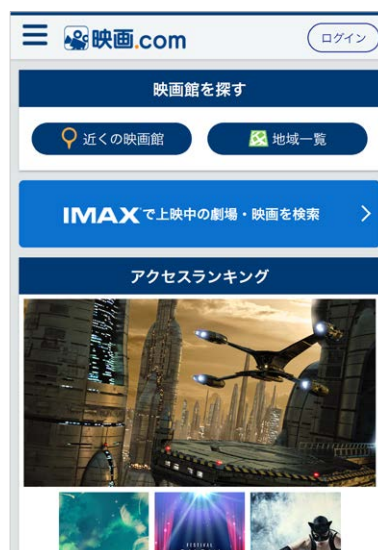 映画.com
ログイン
映画館を探す
近くの映画館
地域一覧
IMAXで上映中の劇場・映画を検索
アクセスランキング
FESTIVAL